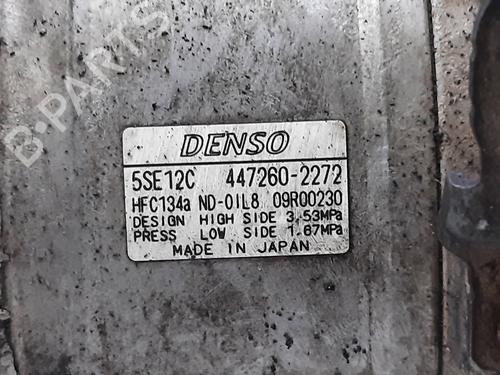 B-PARTS
DENSO
5SE12C 447260-2272
HFC134a ND-OIL8 09R00230
DESIGN HIGH SIDE 3.53MPa
PRESS LOW SIDE 1.67MPa
MADE IN JAPAN